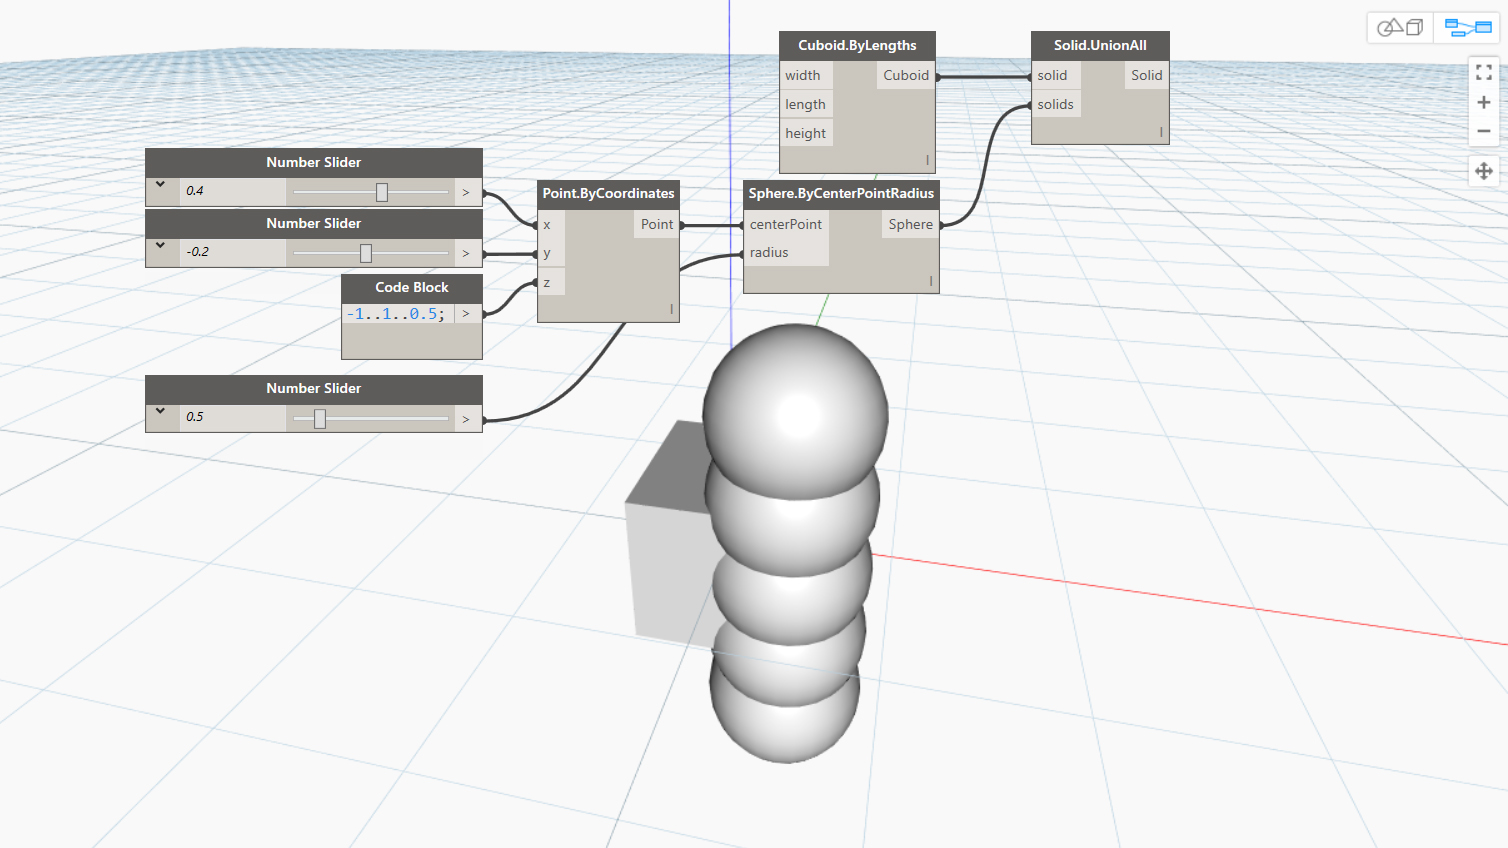 Cuboid.ByLengths
width
Cuboid
length
height
|
Solid.UnionAll
solid
Solid
solids
|
Number Slider
0.4
>
Number Slider
-0.2
>
Code Block
-1..1..0.5;
>
Number Slider
0.5
>
Point.ByCoordinates
x
Point
y
z
|
Sphere.ByCenterPointRadius
centerPoint
Sphere
radius
|